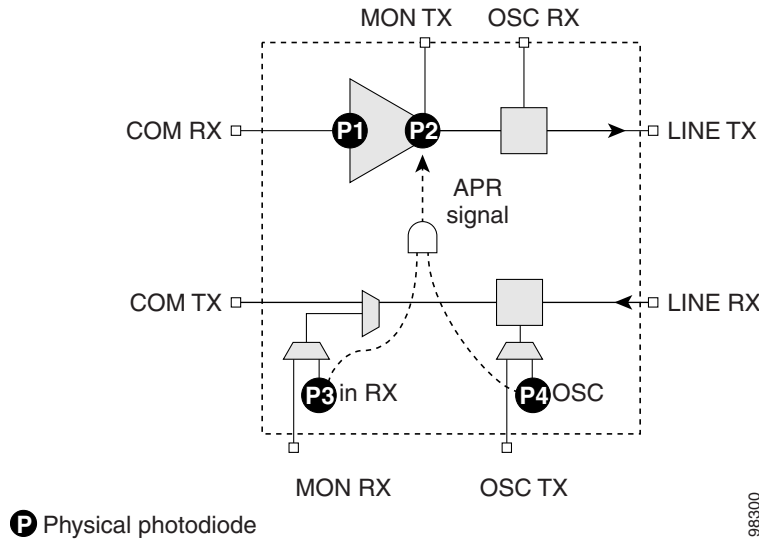 MON TX OSC RX
COM RX P1 P2 LINE TX
APR
signal
COM TX LINE RX
P3 in RX P4 OSC
MON RX OSC TX
P Physical photodiode
98300